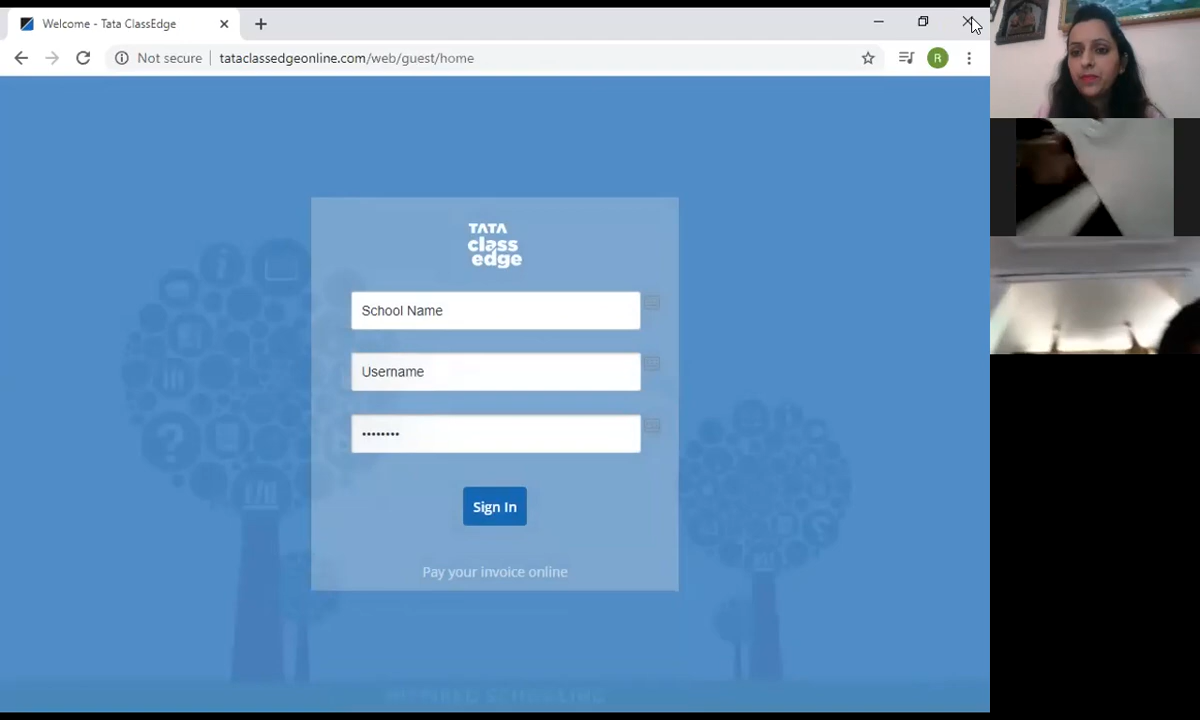 Welcome - Tata ClassEdge
Not secure | tataclassedgeonline.com/web/guest/home
R
TATA
class
edge
School Name
Username
••••••••
Sign In
Pay your invoice online